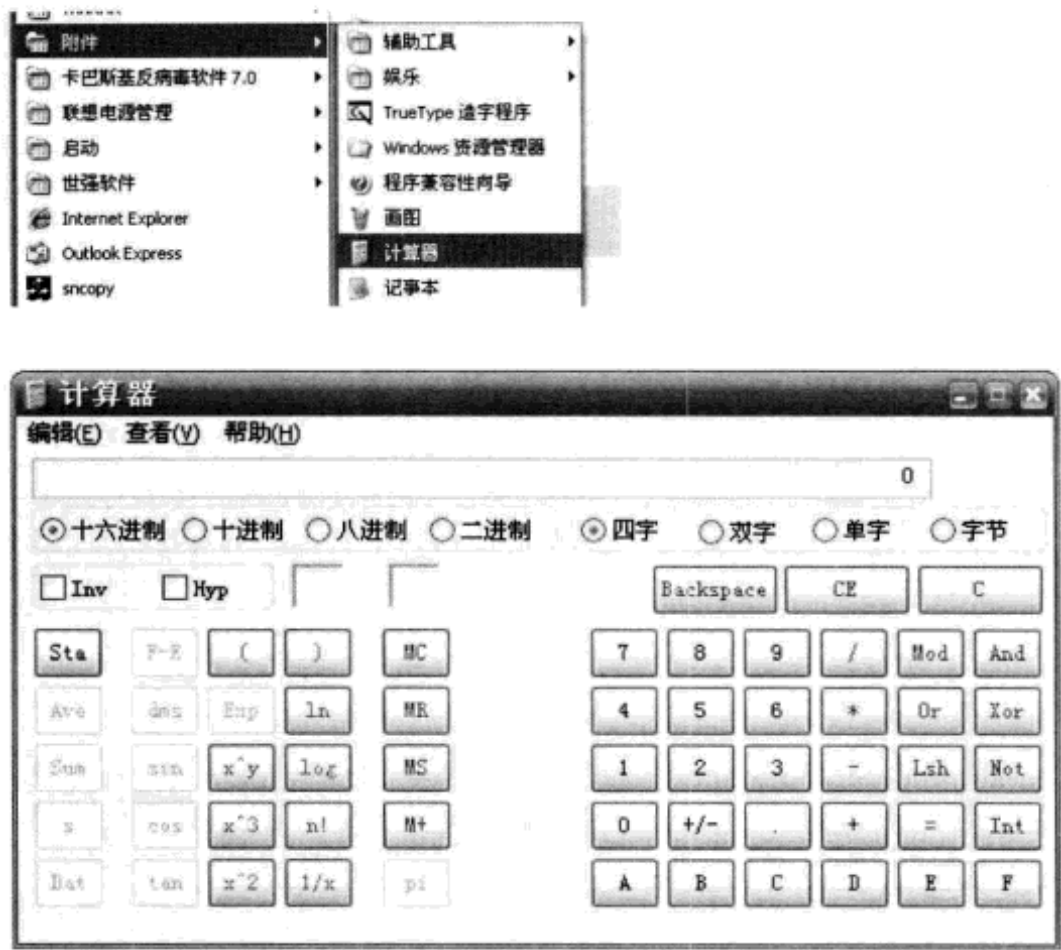 附件
卡巴斯基反病毒软件 7.0
联想电源管理
启动
世强软件
Internet Explorer
Outlook Express
sncopy
辅助工具
娱乐
TrueType 造字程序
Windows 资源管理器
程序兼容性向导
画图
计算器
记事本
计算器
编辑(E) 查看(V) 帮助(H)
0
十六进制 十进制 八进制 二进制 四字 双字 单字 字节
Inv Hyp Backspace CE C
Sta F-E ( ) MC 7 8 9 / Mod And
Ave dms Exp ln MR 4 5 6 * Or Xor
Sum sin x^y log MS 1 2 3 - Lsh Not
s cos x^3 n! M+ 0 +/- . + = Int
Dat tan x^2 1/x pi A B C D E F